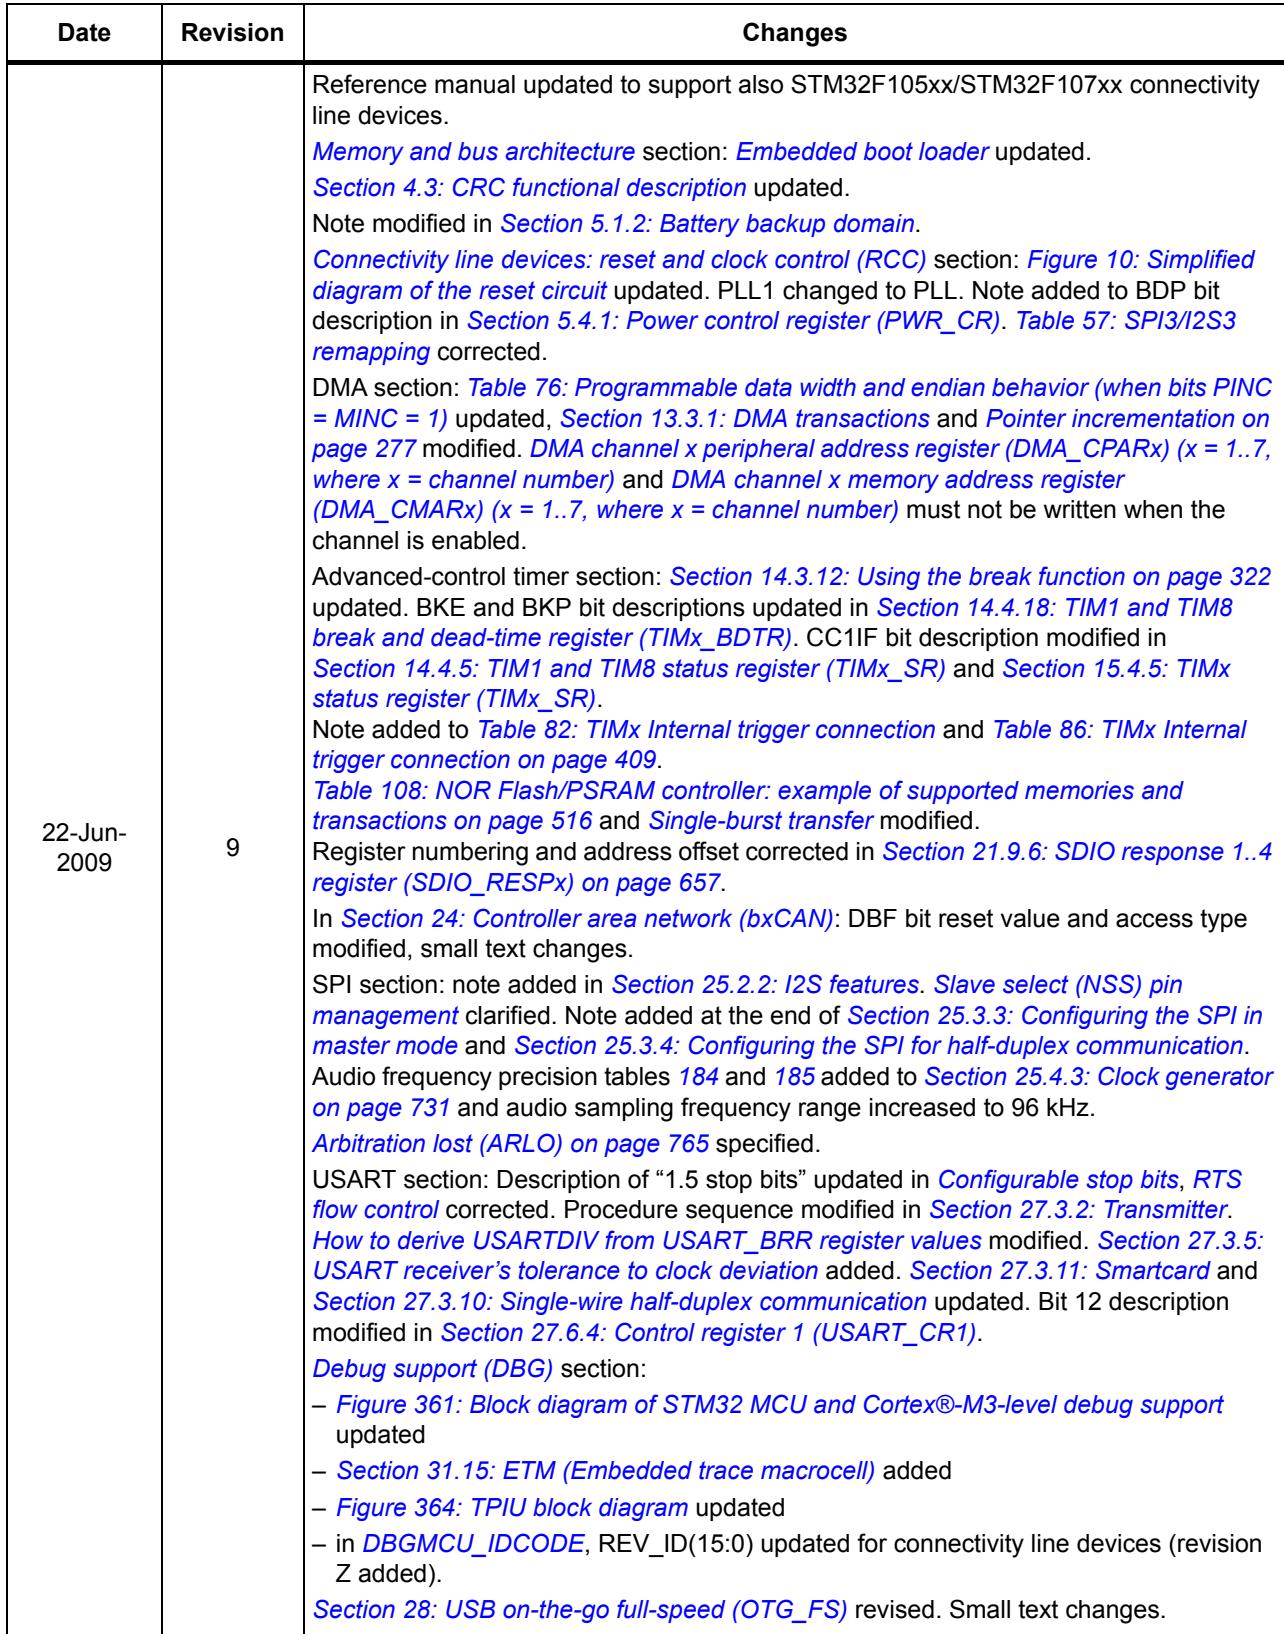 Date Revision Changes
Reference manual updated to support also STM32F105xx/STM32F107xx connectivity
line devices.
Memory and bus architecture section: Embedded boot loader updated.
Section 4.3: CRC functional description updated.
Note modified in Section 5.1.2: Battery backup domain.
Connectivity line devices: reset and clock control (RCC) section: Figure 10: Simplified
diagram of the reset circuit updated. PLL1 changed to PLL. Note added to BDP bit
description in Section 5.4.1: Power control register (PWR_CR). Table 57: SPI3/I2S3
remapping corrected.
DMA section: Table 76: Programmable data width and endian behavior (when bits PINC
= MINC = 1) updated, Section 13.3.1: DMA transactions and Pointer incrementation on
page 277 modified. DMA channel x peripheral address register (DMA_CPARx) (x = 1..7,
where x = channel number) and DMA channel x memory address register
(DMA_CMARx) (x = 1..7, where x = channel number) must not be written when the
channel is enabled.
Advanced-control timer section: Section 14.3.12: Using the break function on page 322
updated. BKE and BKP bit descriptions updated in Section 14.4.18: TIM1 and TIM8
break and dead-time register (TIMx_BDTR). CC1IF bit description modified in
Section 14.4.5: TIM1 and TIM8 status register (TIMx_SR) and Section 15.4.5: TIMx
status register (TIMx_SR).
Note added to Table 82: TIMx Internal trigger connection and Table 86: TIMx Internal
trigger connection on page 409.
Table 108: NOR Flash/PSRAM controller: example of supported memories and
transactions on page 516 and Single-burst transfer modified.
22-Jun-
2009
9
Register numbering and address offset corrected in Section 21.9.6: SDIO response 1..4
register (SDIO_RESPx) on page 657.
In Section 24: Controller area network (bxCAN): DBF bit reset value and access type
modified, small text changes.
SPI section: note added in Section 25.2.2: I2S features. Slave select (NSS) pin
management clarified. Note added at the end of Section 25.3.3: Configuring the SPI in
master mode and Section 25.3.4: Configuring the SPI for half-duplex communication.
Audio frequency precision tables 184 and 185 added to Section 25.4.3: Clock generator
on page 731 and audio sampling frequency range increased to 96 kHz.
Arbitration lost (ARLO) on page 765 specified.
USART section: Description of “1.5 stop bits” updated in Configurable stop bits, RTS
flow control corrected. Procedure sequence modified in Section 27.3.2: Transmitter.
How to derive USARTDIV from USART_BRR register values modified. Section 27.3.5:
USART receiver’s tolerance to clock deviation added. Section 27.3.11: Smartcard and
Section 27.3.10: Single-wire half-duplex communication updated. Bit 12 description
modified in Section 27.6.4: Control register 1 (USART_CR1).
Debug support (DBG) section:
– Figure 361: Block diagram of STM32 MCU and Cortex®-M3-level debug support
updated
– Section 31.15: ETM (Embedded trace macrocell) added
– Figure 364: TPIU block diagram updated
– in DBGMCU_IDCODE, REV_ID(15:0) updated for connectivity line devices (revision
Z added).
Section 28: USB on-the-go full-speed (OTG_FS) revised. Small text changes.